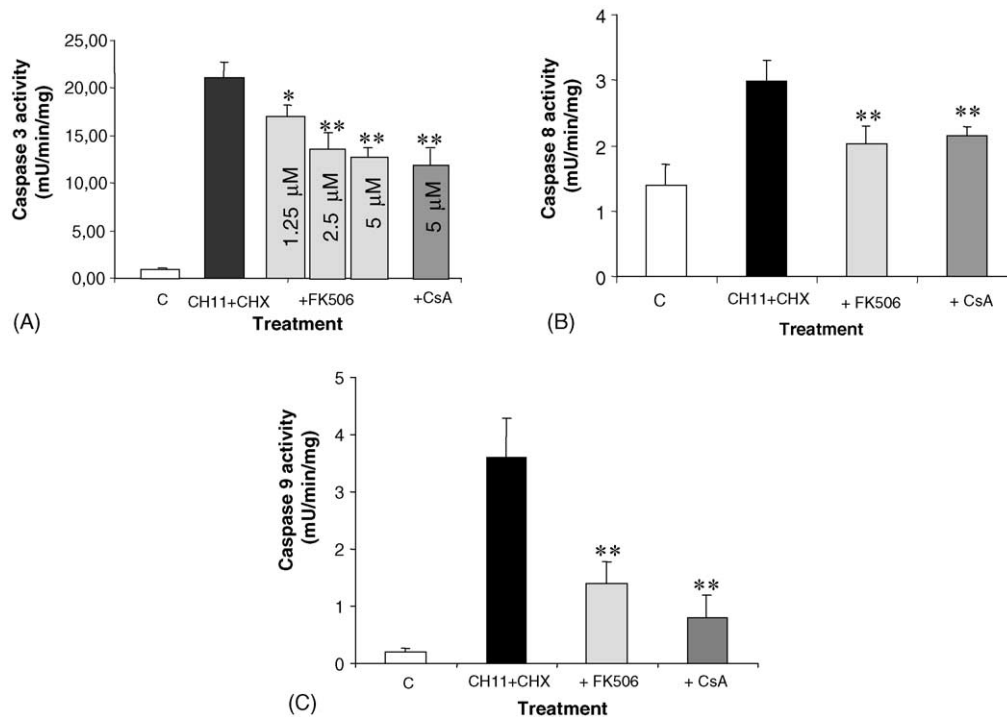 Caspase 3 activity
(mU/min/mg)
25,00
20,00
15,00
10,00
5,00
0,00
*
**
**
**
1.25 µM
2.5 µM
5 µM
5 µM
C
CH11+CHX
+FK506
+CsA
Treatment
(A)
Caspase 8 activity
(mU/min/mg)
4
3
2
1
0
**
**
C
CH11+CHX
+ FK506
+ CsA
Treatment
(B)
Caspase 9 activity
(mU/min/mg)
5
4
3
2
1
0
**
**
C
CH11+CHX
+ FK506
+ CsA
Treatment
(C)